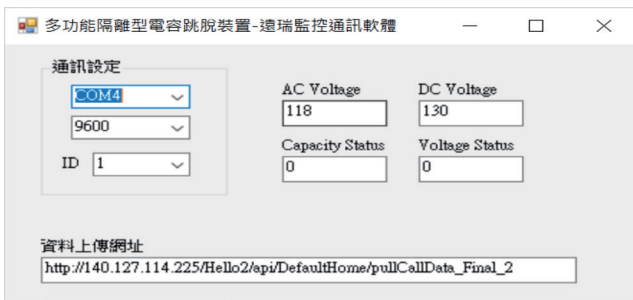 多功能隔離型電容跳脫裝置-遠瑞監控通訊軟體
通訊設定
COM4
9600
ID 1
AC Voltage DC Voltage
118 130
Capacity Status Voltage Status
0 0
資料上傳網址
http://140.127.114.225/Hello2/api/DefaultHome/pullCallData_Final_2